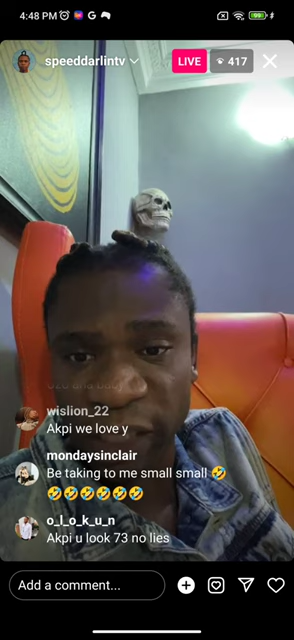 4:48 PM
99
speeddarlintv
LIVE
417
wislion_22
Akpi we love y
mondaysinclair
Be taking to me small small 🤣
🤣🤣🤣🤣🤣🤣
o_l_o_k_u_n
Akpi u look 73 no lies
Add a comment...